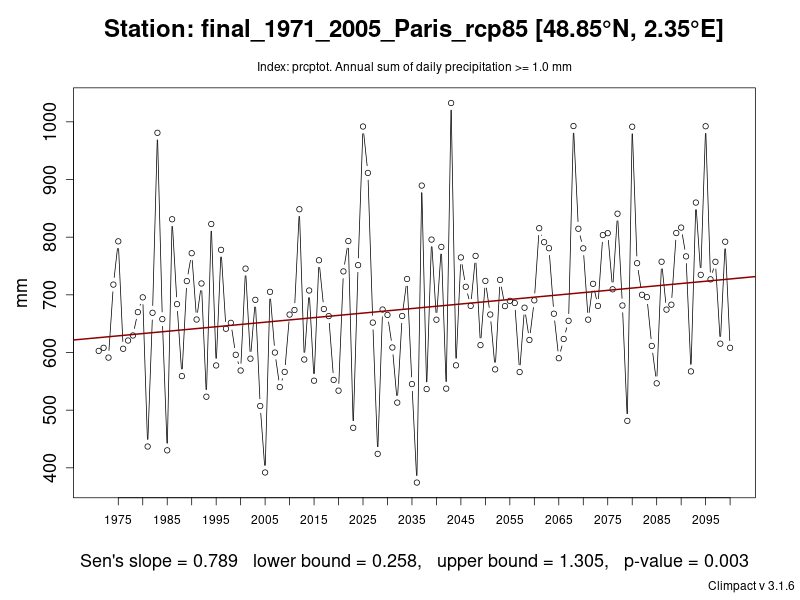 Station: final_1971_2005_Paris_rcp85 [48.85°N, 2.35°E]
Index: prcptot. Annual sum of daily precipitation >= 1.0 mm
mm
1000
900
800
700
600
500
400
1975 1985 1995 2005 2015 2025 2035 2045 2055 2065 2075 2085 2095
Sen's slope = 0.789 lower bound = 0.258, upper bound = 1.305, p-value = 0.003
Climpact v 3.1.6